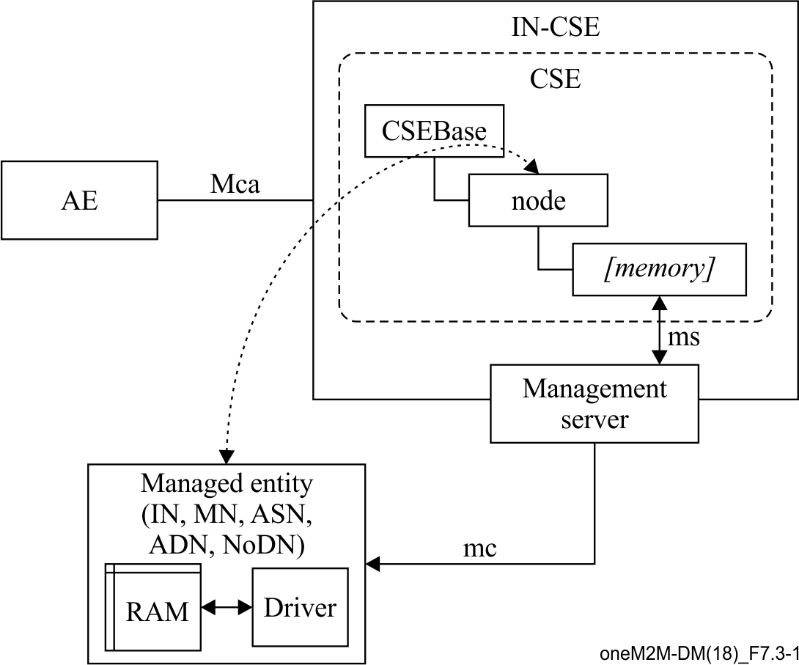 IN-CSE
CSE
CSEBase
AE
Mca
node
[memory]
ms
Management
server
Managed entity
(IN, MN, ASN,
ADN, NoDN)
mc
RAM
Driver
oneM2M-DM(18)_F7.3-1